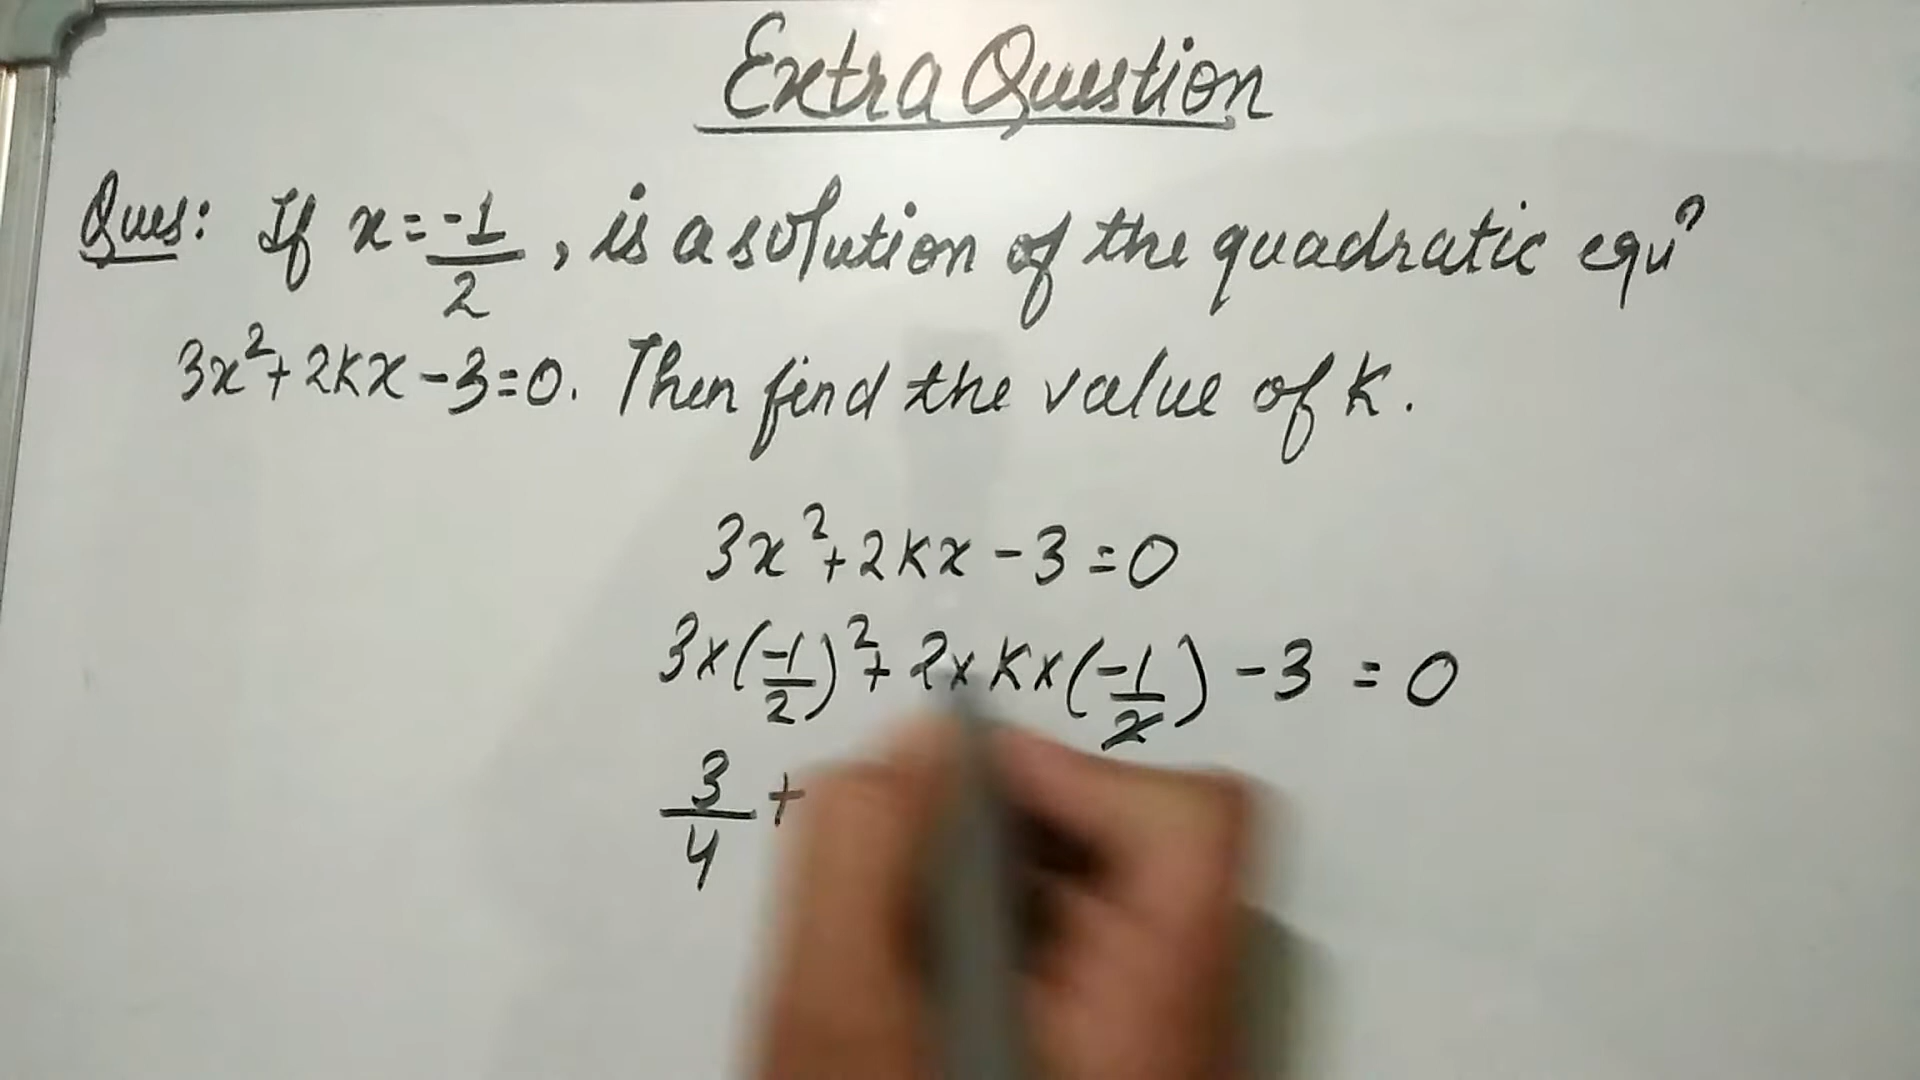 Extra Question
Ques: If x = -1/2, is a solution of the quadratic equⁿ
3x²+2kx-3=0. Then find the value of k.
3x²+2kx-3=0
3×(-1/2)²+2×k×(-1/2)-3=0
3/4+